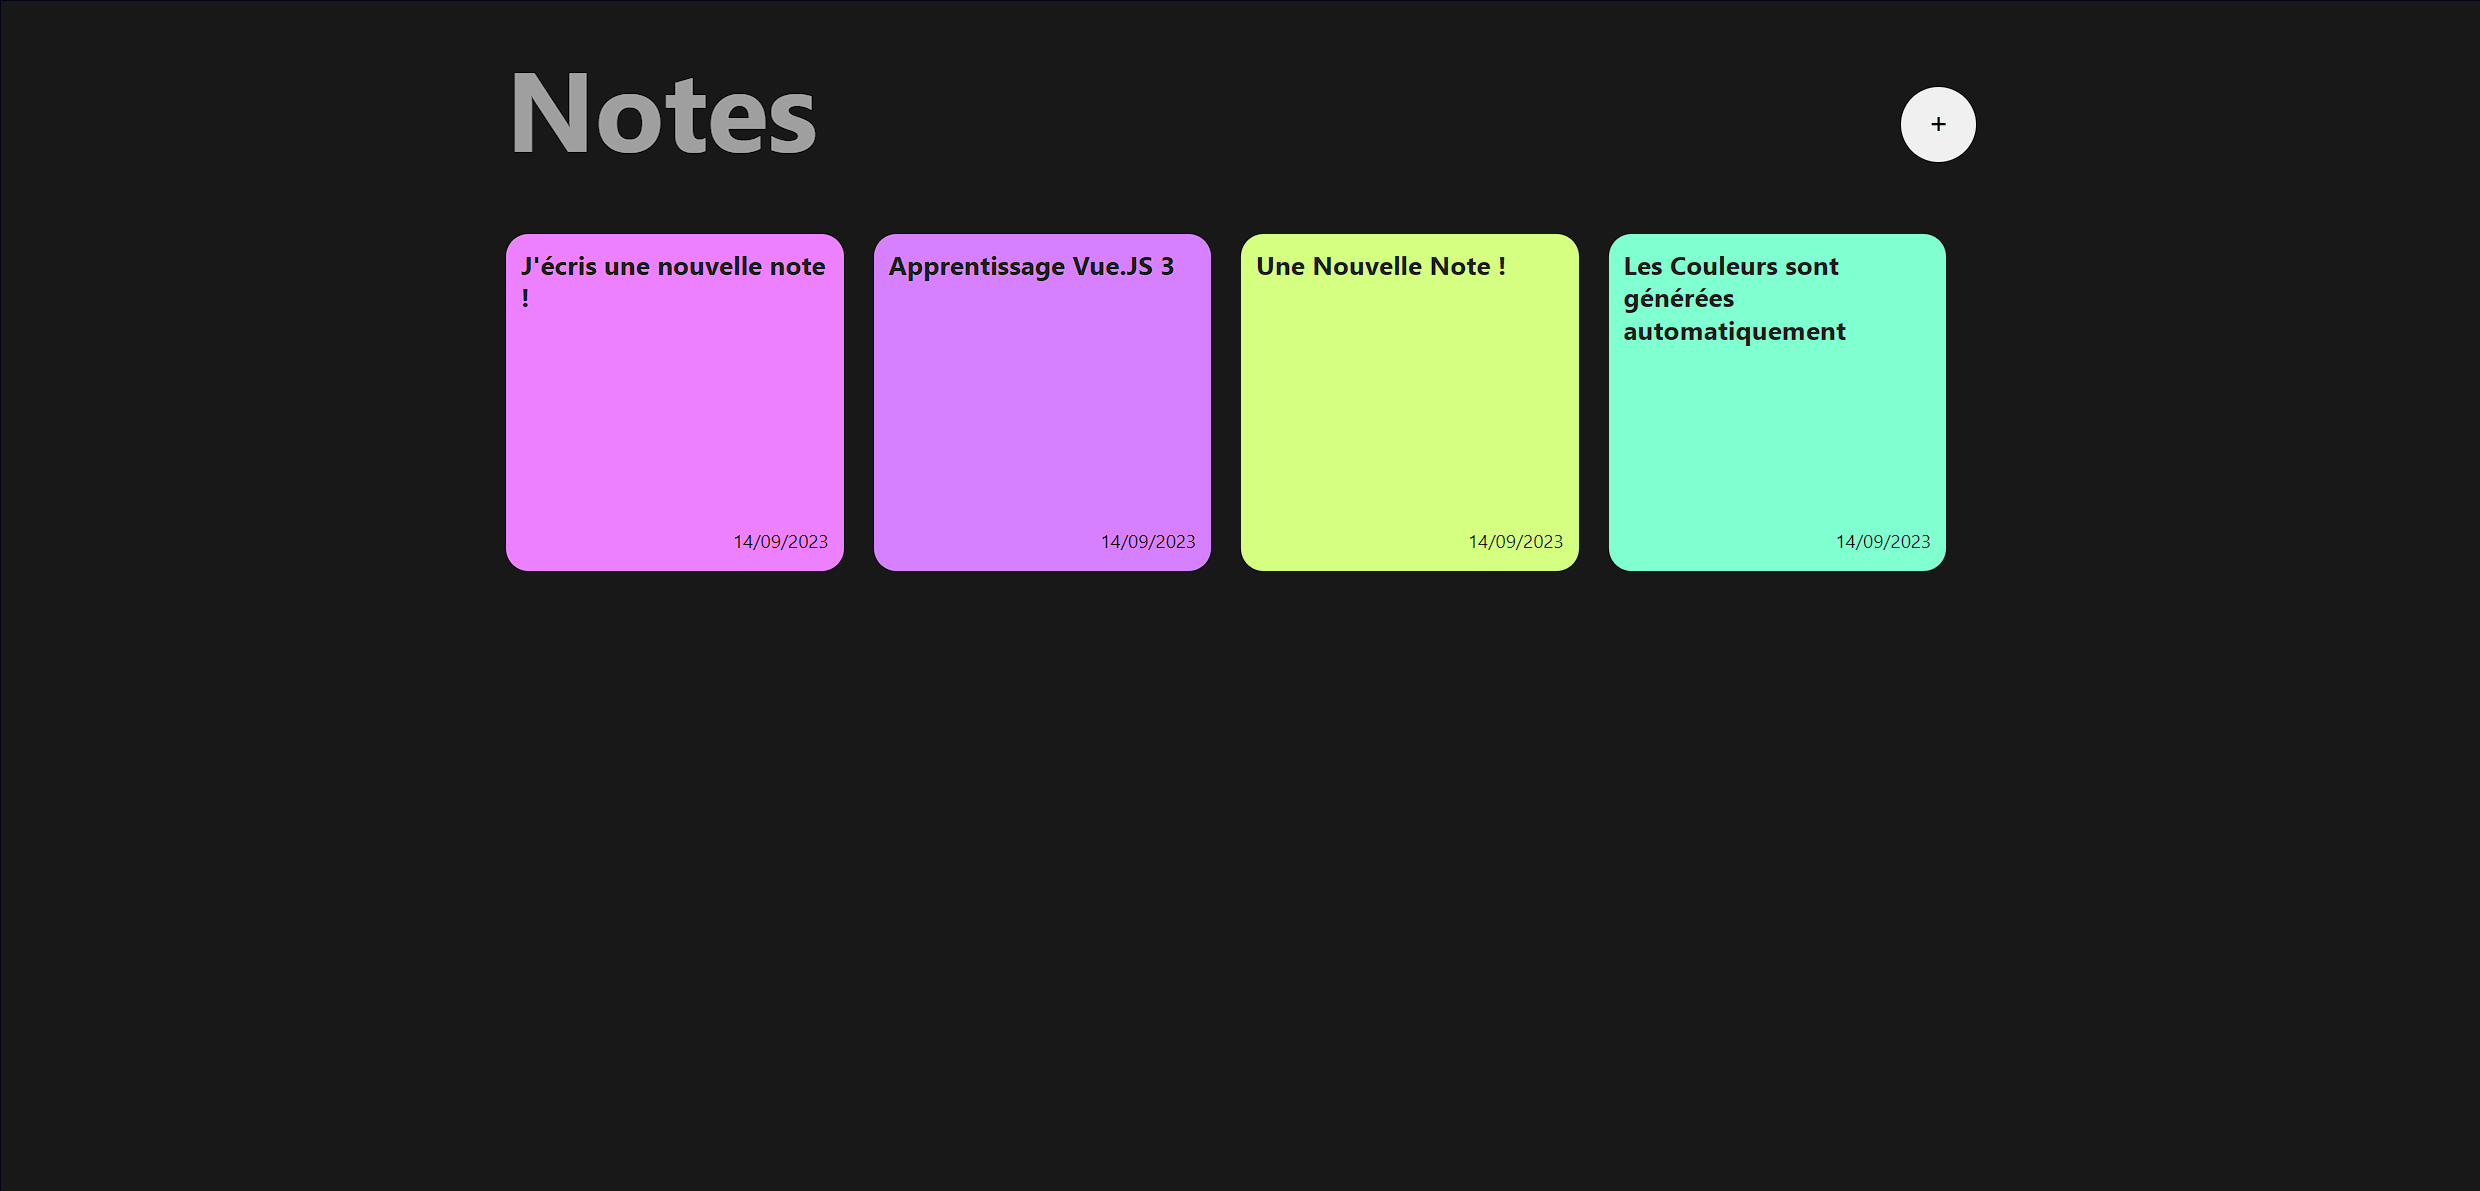 Notes
+
J'écris une nouvelle note
!
14/09/2023
Apprentissage Vue.JS 3
14/09/2023
Une Nouvelle Note !
14/09/2023
Les Couleurs sont
générées
automatiquement
14/09/2023